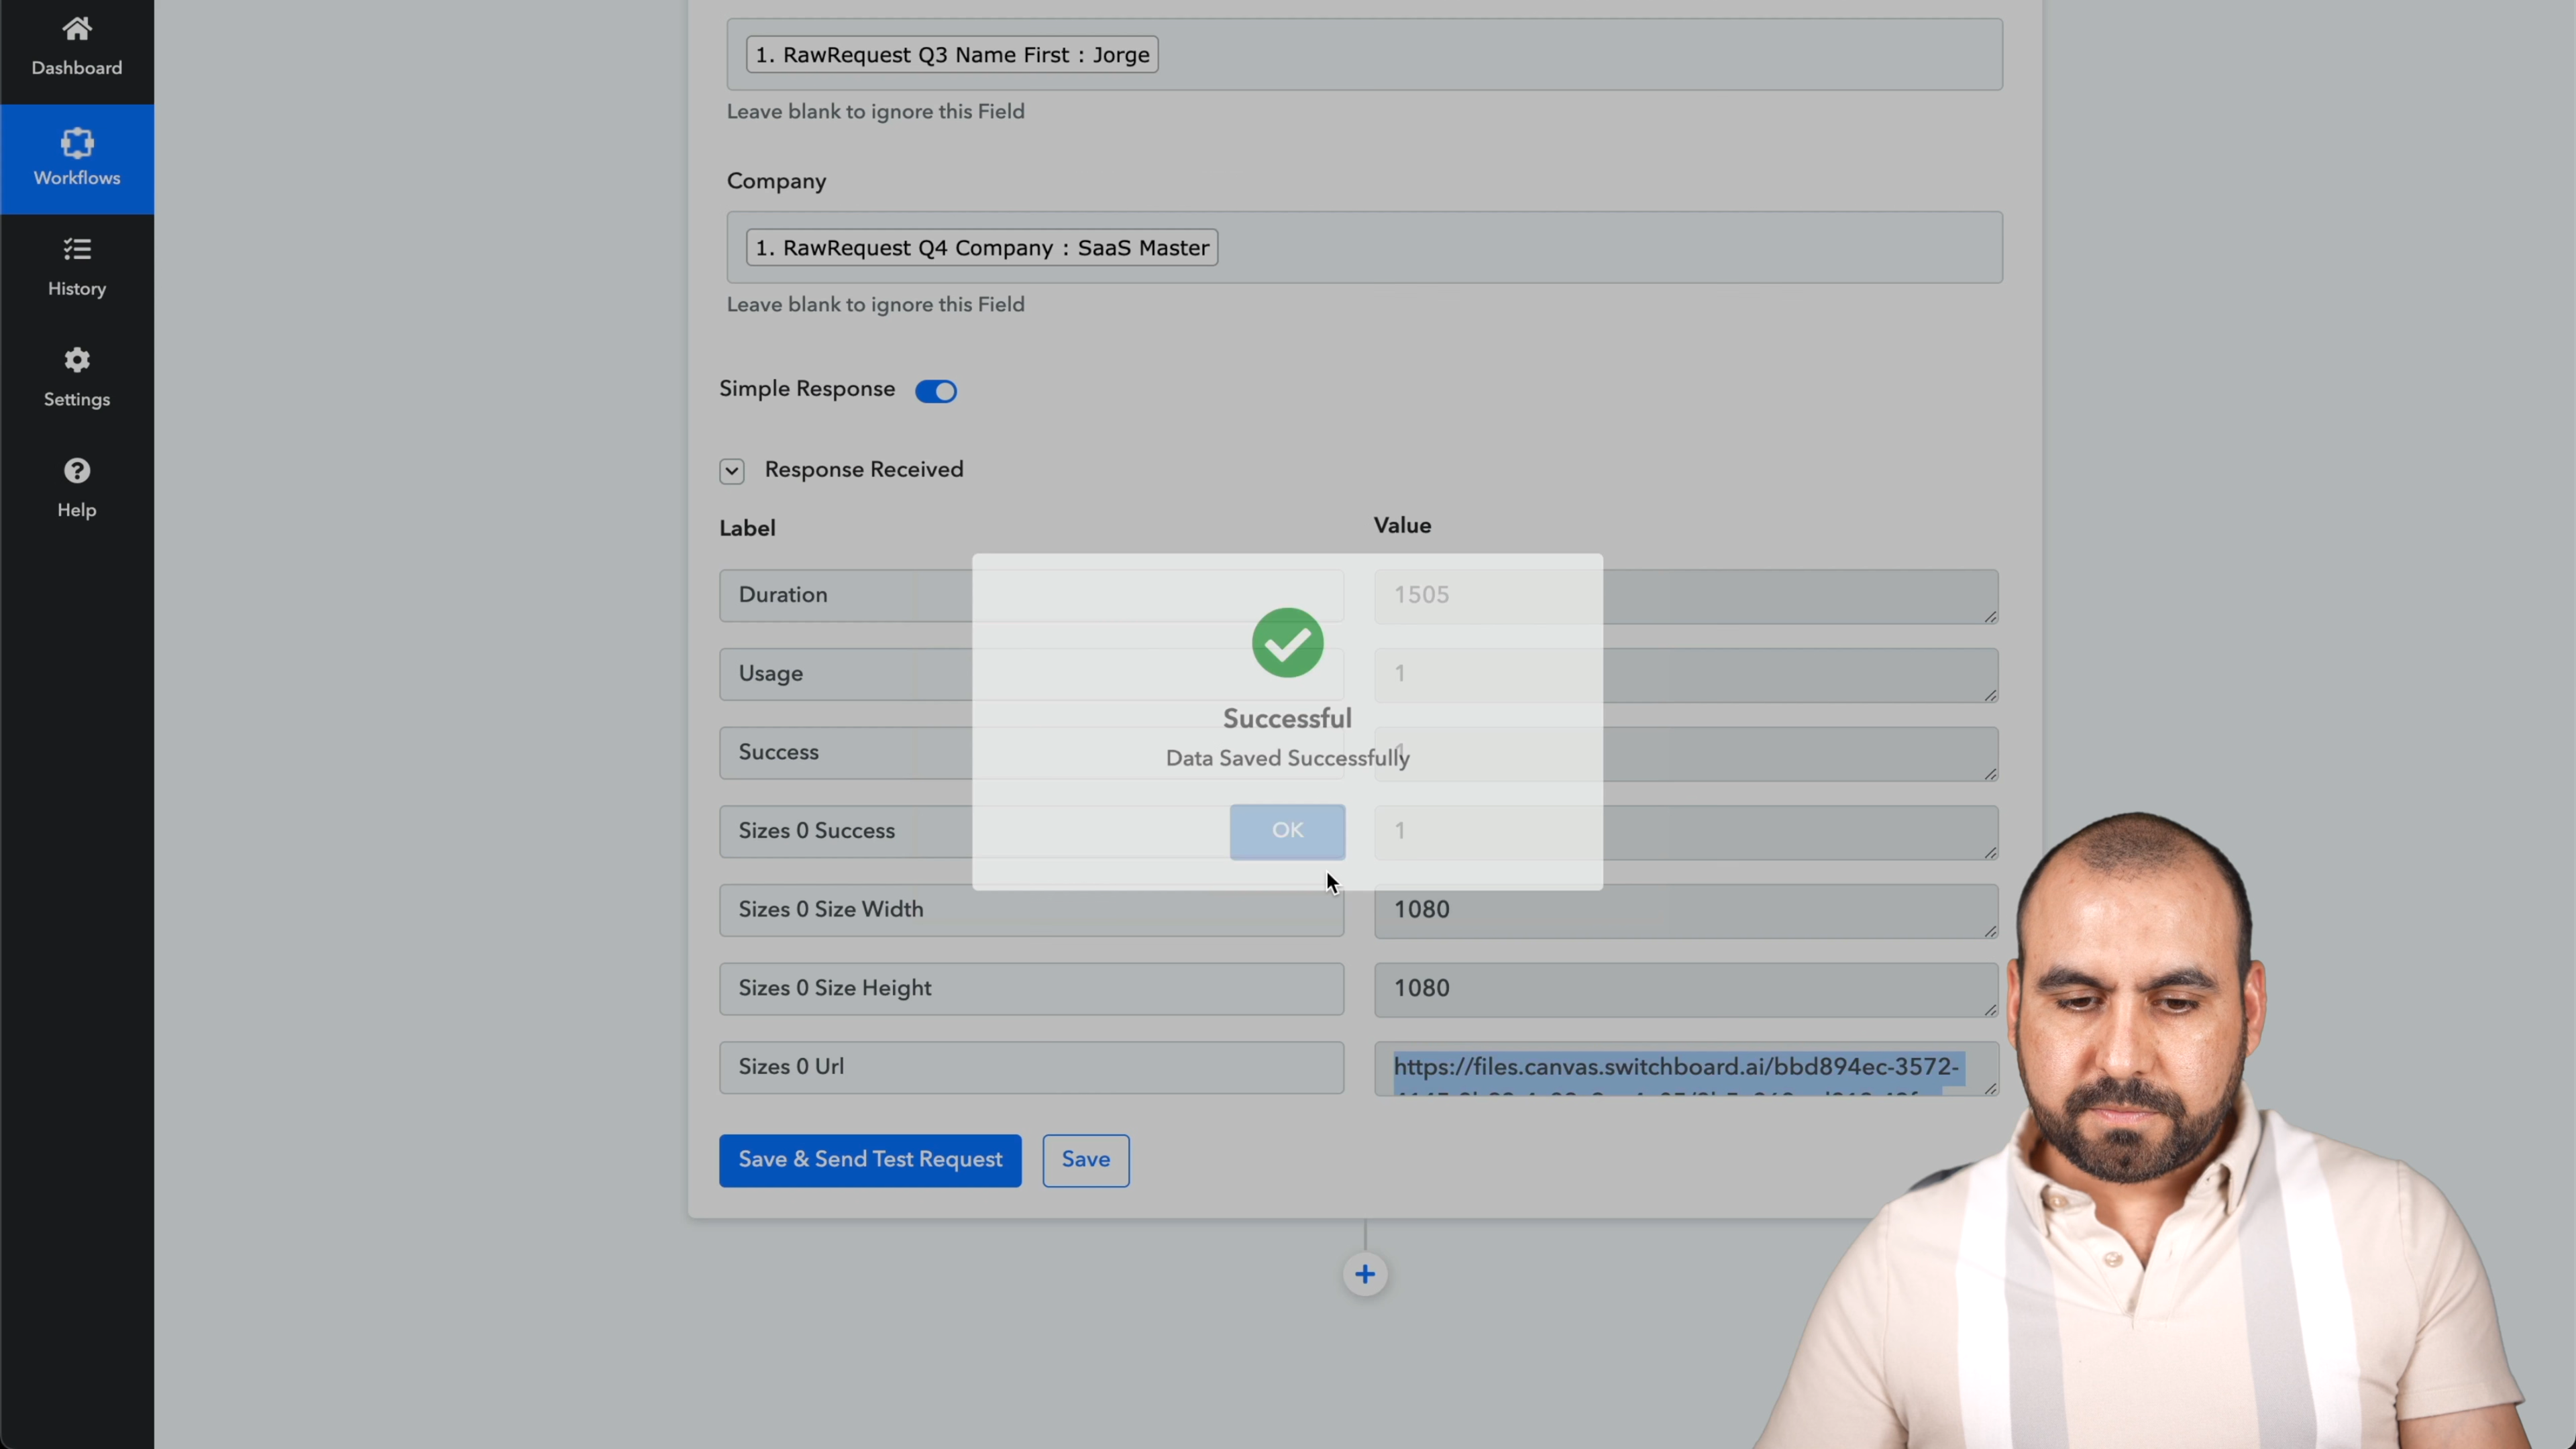 Dashboard
Workflows
History
Settings
Help
1. RawRequest Q3 Name First : Jorge
Leave blank to ignore this Field
Company
1. RawRequest Q4 Company : SaaS Master
Leave blank to ignore this Field
Simple Response
Response Received
Label Value
Duration 1505
Usage 1
Success 1
Sizes 0 Success 1
Sizes 0 Size Width 1080
Sizes 0 Size Height 1080
Sizes 0 Url https://files.canvas.switchboard.ai/bbd894ec-3572-
Successful
Data Saved Successfully
OK
Save & Send Test Request Save